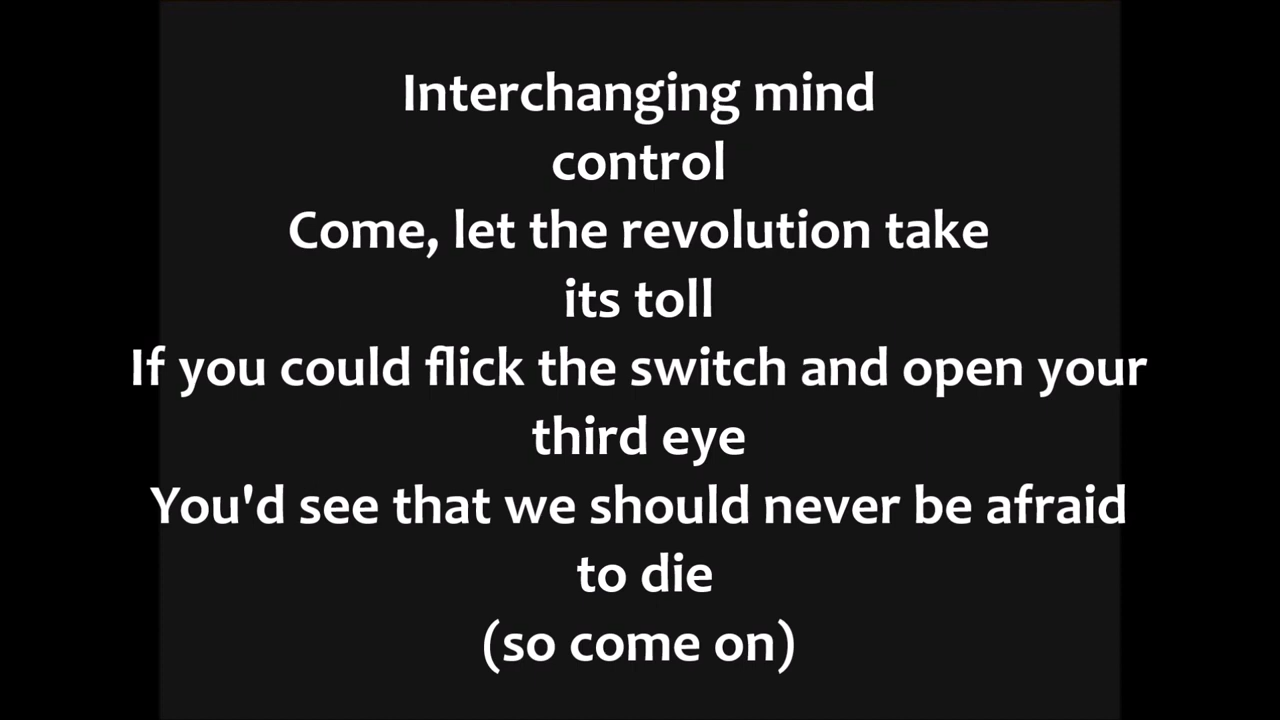 Interchanging mind
control
Come, let the revolution take
its toll
If you could flick the switch and open your
third eye
You'd see that we should never be afraid
to die
(so come on)